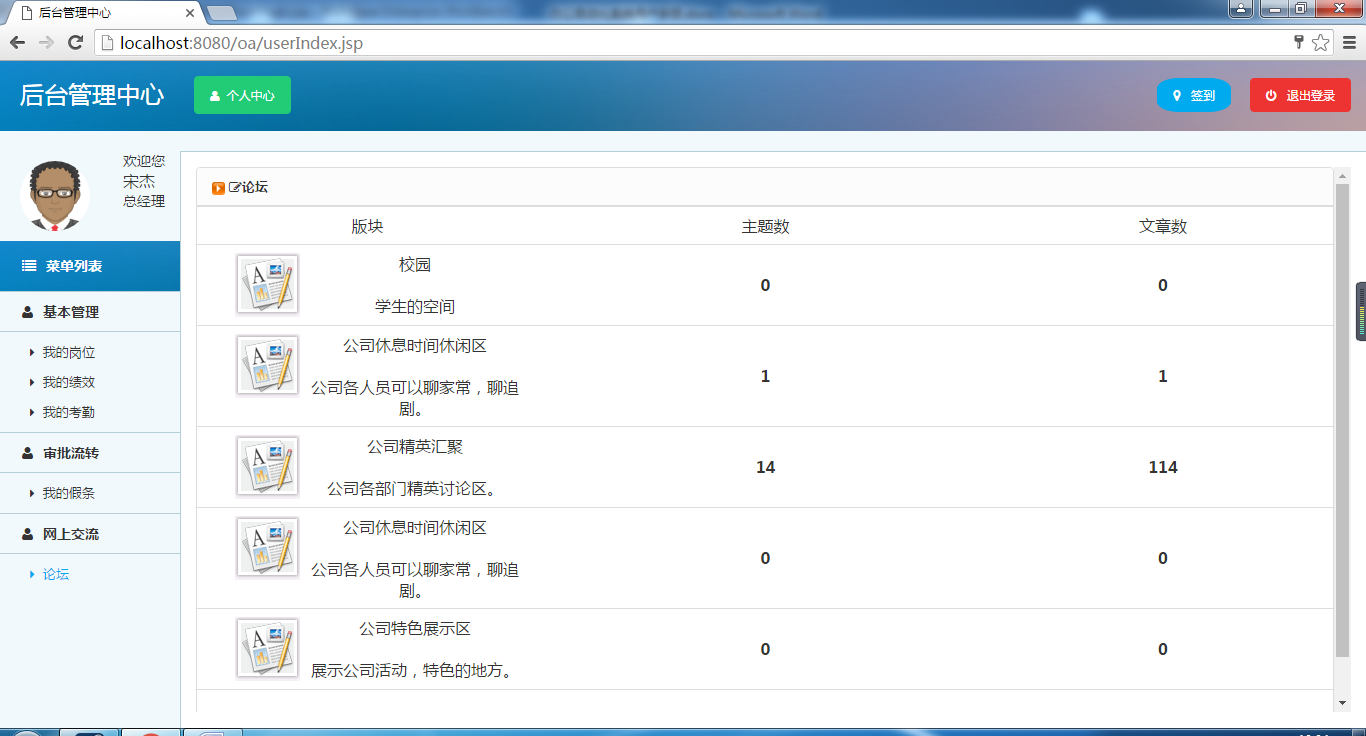 后台管理中心
localhost:8080/oa/userIndex.jsp
后台管理中心
个人中心
签到
退出登录
欢迎您
宋杰
总经理
菜单列表
基本管理
我的岗位
我的绩效
我的考勤
审批流转
我的假条
网上交流
论坛
论坛
版块 主题数 文章数
校园
学生的空间
0 0
公司休息时间休闲区
公司各人员可以聊家常，聊追
剧。
1 1
公司精英汇聚
公司各部门精英讨论区。
14 114
公司休息时间休闲区
公司各人员可以聊家常，聊追
剧。
0 0
公司特色展示区
展示公司活动，特色的地方。
0 0